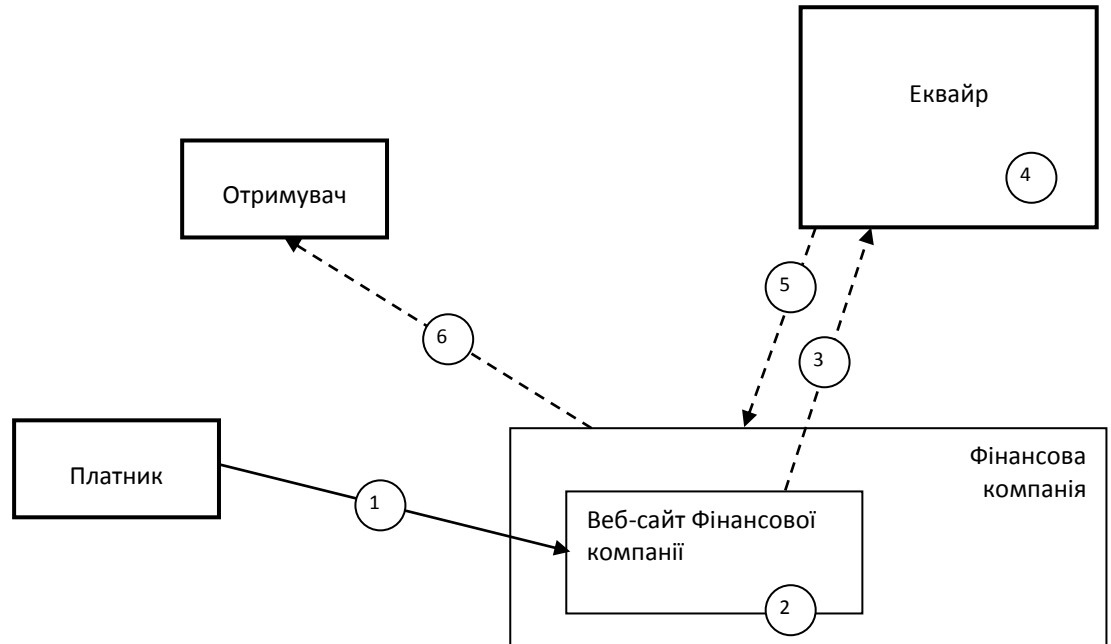 Еквайр
4
Отримувач
5
6
3
Фінансова
компанія
Платник
1
Веб-сайт Фінансової
компанії
2